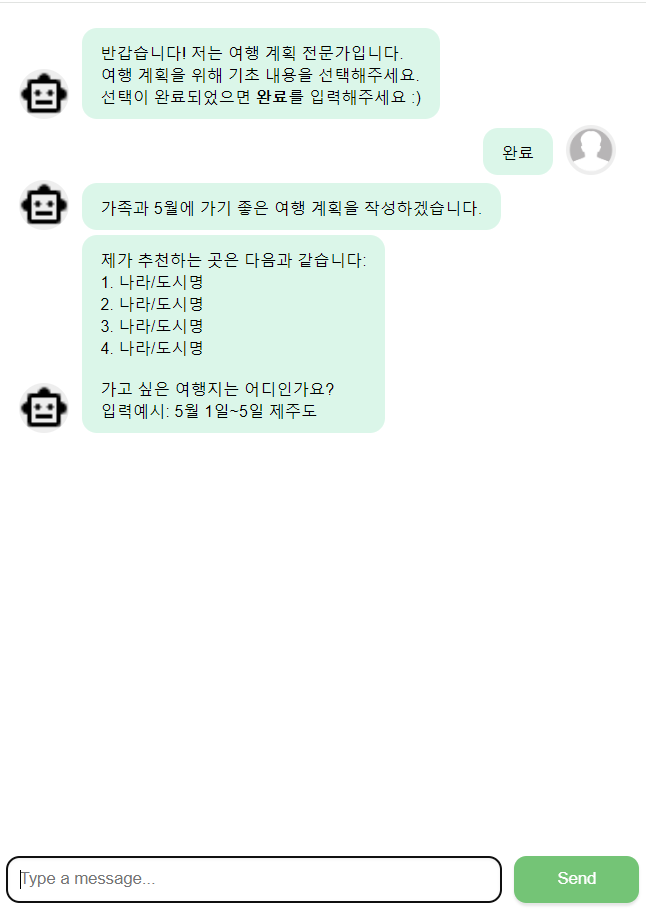 반갑습니다! 저는 여행 계획 전문가입니다.
여행 계획을 위해 기초 내용을 선택해주세요.
선택이 완료되었으면 완료를 입력해주세요 :)
완료
가족과 5월에 가기 좋은 여행 계획을 작성하겠습니다.
제가 추천하는 곳은 다음과 같습니다:
1. 나라/도시명
2. 나라/도시명
3. 나라/도시명
4. 나라/도시명
가고 싶은 여행지는 어디인가요?
입력예시: 5월 1일~5일 제주도
Type a message...
Send